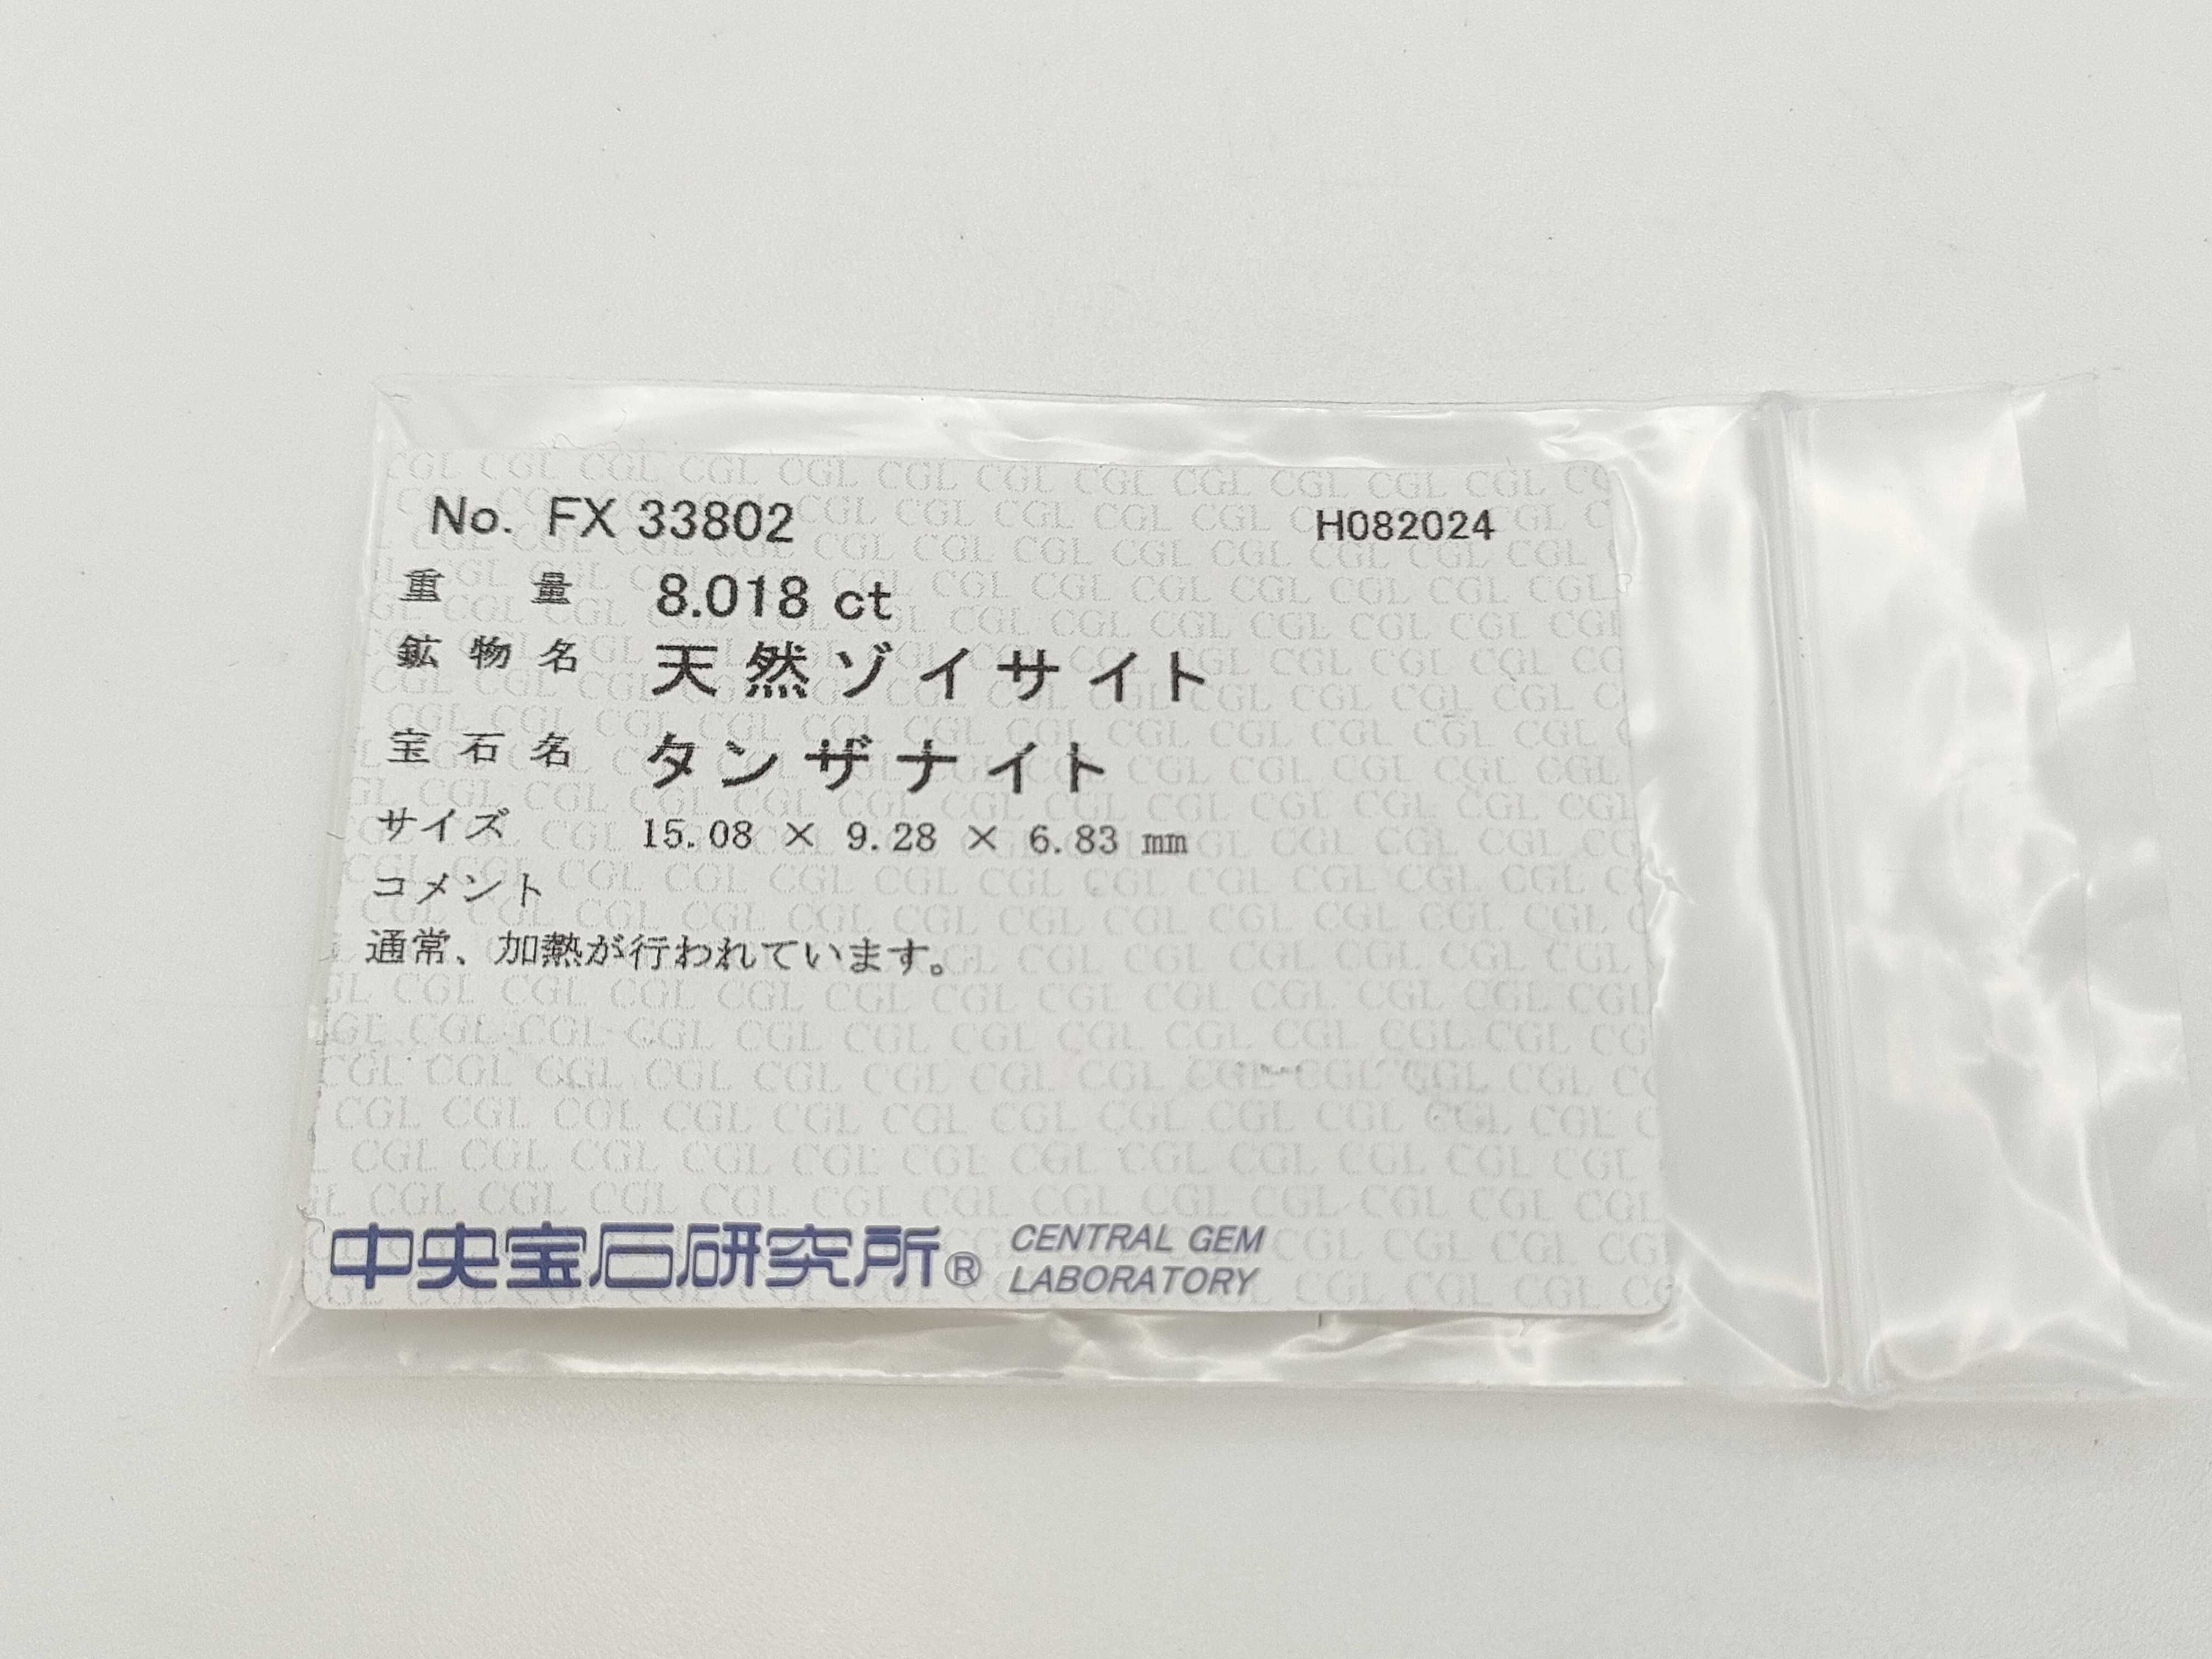 No. FX 33802 H082024
重量 8.018 ct
鉱物名 天然ゾイサイト
宝石名 タンザナイト
サイズ 15.08 × 9.28 × 6.83 mm
コメント
通常、加熱が行われています。
中央宝石研究所® CENTRAL GEM
LABORATORY